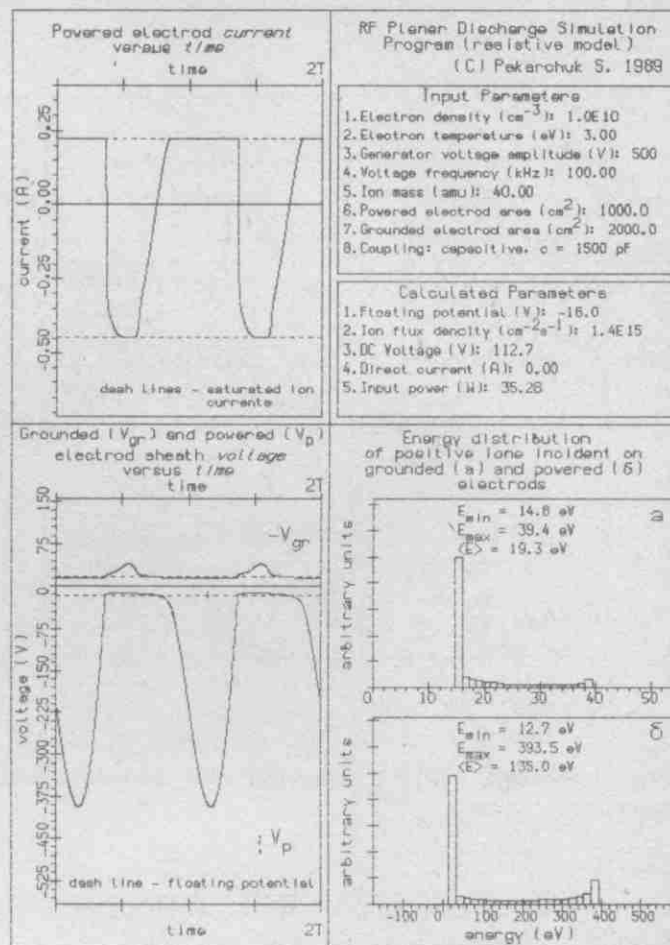 Powered electrod current
versus time
time 2T
0.25
0.00
-0.25
-0.50
current (A)
dash lines - saturated ion
currents
RF Planer Discharge Simulation
Program (resistive model)
(C) Pekarchuk S. 1989
Input Parameters
1.Electron density (cm-3): 1.0E10
2.Electron temperature (eV): 3.00
3.Generator voltage amplitude (V): 500
4.Voltage frequency (kHz): 100.00
5.Ion mass (amu): 40.00
6.Powered electrod area (cm2): 1000.0
7.Grounded electrod area (cm2): 2000.0
8.Coupling: capacitive. c = 1500 pF
Calculated Parameters
1.Floating potential (V): -16.0
2.Ion flux dencity (cm-2s-1): 1.4E15
3.DC Voltage (V): 112.7
4.Direct current (A): 0.00
5.Input power (W): 35.28
Grounded (Vgr) and powered (Vp)
electrod sheath voltage
versus time
time 2T
150
75
0
-75
-150
-225
-300
-375
-450
-525
voltage (V)
-Vgr
Vp
dash line - floating potential
time 2T
Energy distribution
of positive ions incident on
grounded (а) and powered (б)
electrods
а
Emin = 14.8 eV
Emax = 39.4 eV
<E> = 19.3 eV
arbitrary units
0 10 20 30 40 50
б
Emin = 12.7 eV
Emax = 393.5 eV
<E> = 135.0 eV
arbitrary units
-100 0 100 200 300 400 500
energy (eV)